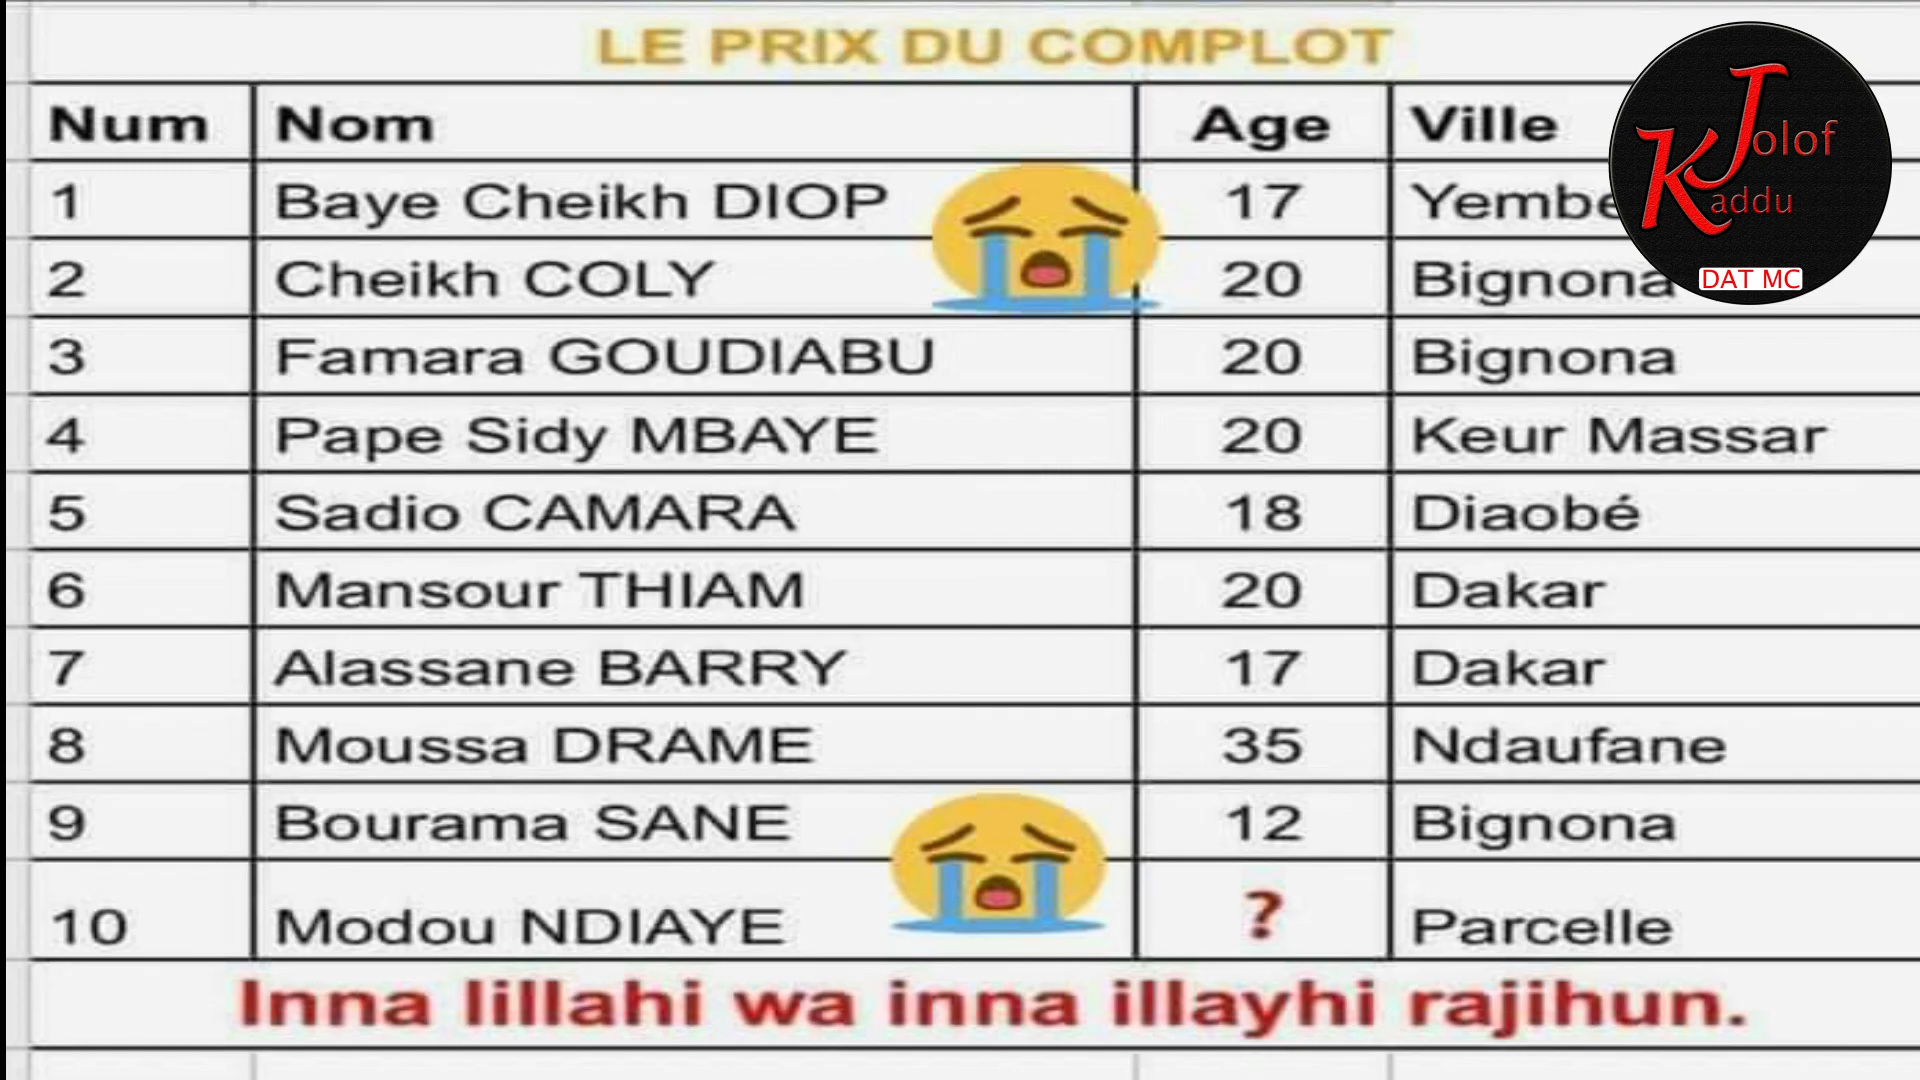 LE PRIX DU COMPLOT
Num Nom Age Ville
1 Baye Cheikh DIOP 17
2 Cheikh COLY 20 Bignona
3 Famara GOUDIABU 20 Bignona
4 Pape Sidy MBAYE 20 Keur Massar
5 Sadio CAMARA 18 Diaobé
6 Mansour THIAM 20 Dakar
7 Alassane BARRY 17 Dakar
8 Moussa DRAME 35 Ndaufane
9 Bourama SANE 12 Bignona
10 Modou NDIAYE ? Parcelle
Inna lillahi wa inna illayhi rajihun.
Jolof
Kaddu
DAT MC